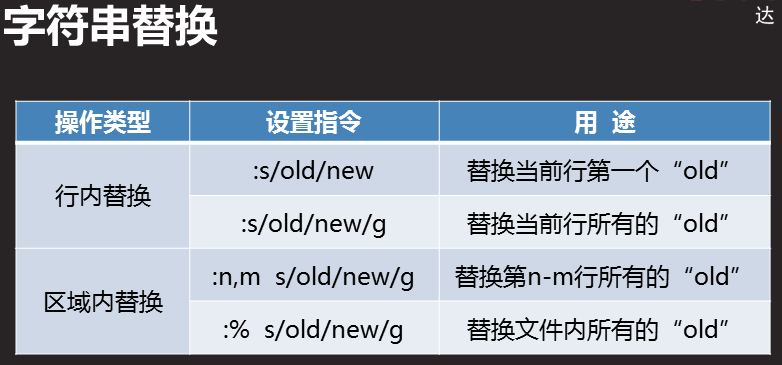 字符串替换
达
操作类型 设置指令 用 途
行内替换 :s/old/new 替换当前行第一个“old”
:s/old/new/g 替换当前行所有的“old”
区域内替换 :n,m s/old/new/g 替换第n-m行所有的“old”
:% s/old/new/g 替换文件内所有的“old”